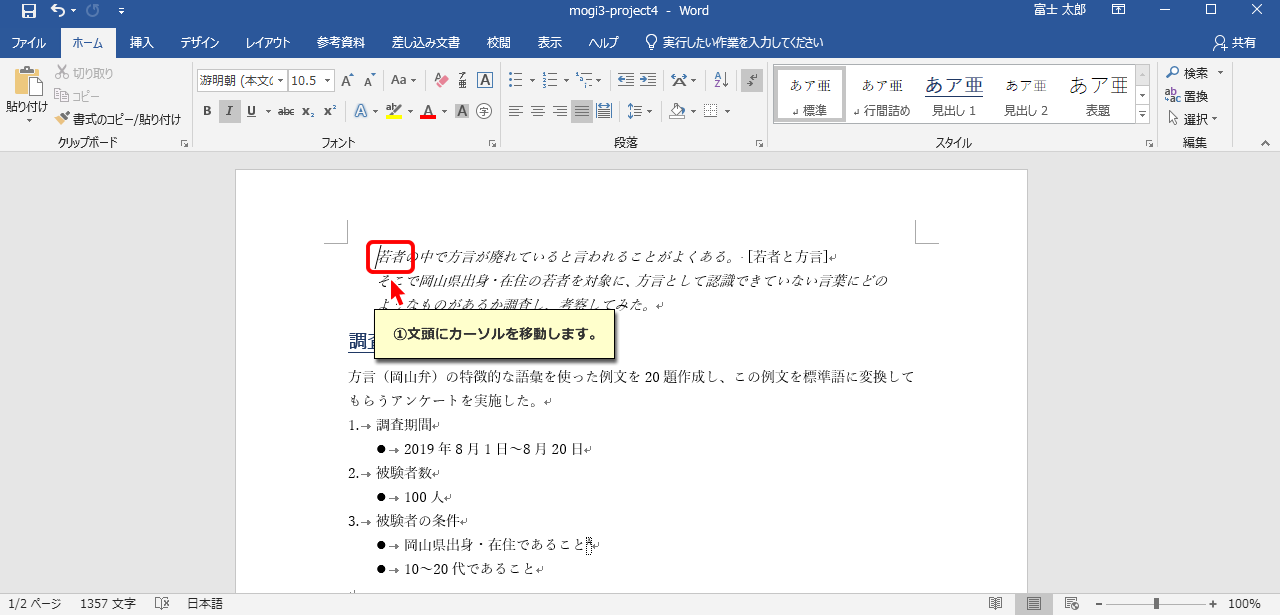 mogi3-project4 - Word
富士 太郎
ファイル ホーム 挿入 デザイン レイアウト 参考資料 差し込み文書 校閲 表示 ヘルプ 実行したい作業を入力してください 共有
貼り付け
切り取り
コピー
書式のコピー/貼り付け
クリップボード
游明朝 (本文の 10.5
フォント
段落
あア亜 標準
あア亜 行間詰め
あア亜 見出し 1
あア亜 見出し 2
あア亜 表題
スタイル
検索
置換
選択
編集
若者の中で方言が廃れていると言われることがよくある。[若者と方言]
そこで岡山県出身・在住の若者を対象に、方言として認識できていない言葉にどの
ようなものがあるか調査し、考察してみた。
①文頭にカーソルを移動します。
調
方言（岡山弁）の特徴的な語彙を使った例文を 20 題作成し、この例文を標準語に変換して
もらうアンケートを実施した。
1. 調査期間
● 2019 年 8 月 1 日～8 月 20 日
2. 被験者数
● 100 人
3. 被験者の条件
● 岡山県出身・在住であること
● 10～20 代であること
1/2 ページ 1357 文字 日本語 100%